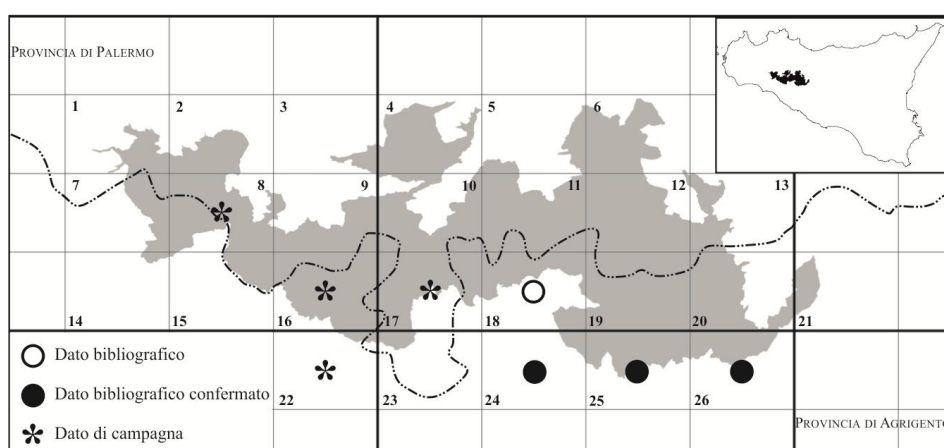 PROVINCIA DI PALERMO
1 2 3 4 5 6
7 8 9 10 11 12 13
14 15 16 17 18 19 20 21
Dato bibliografico
Dato bibliografico confermato
22 23 24 25 26
Dato di campagna
PROVINCIA DI AGRIGENTO